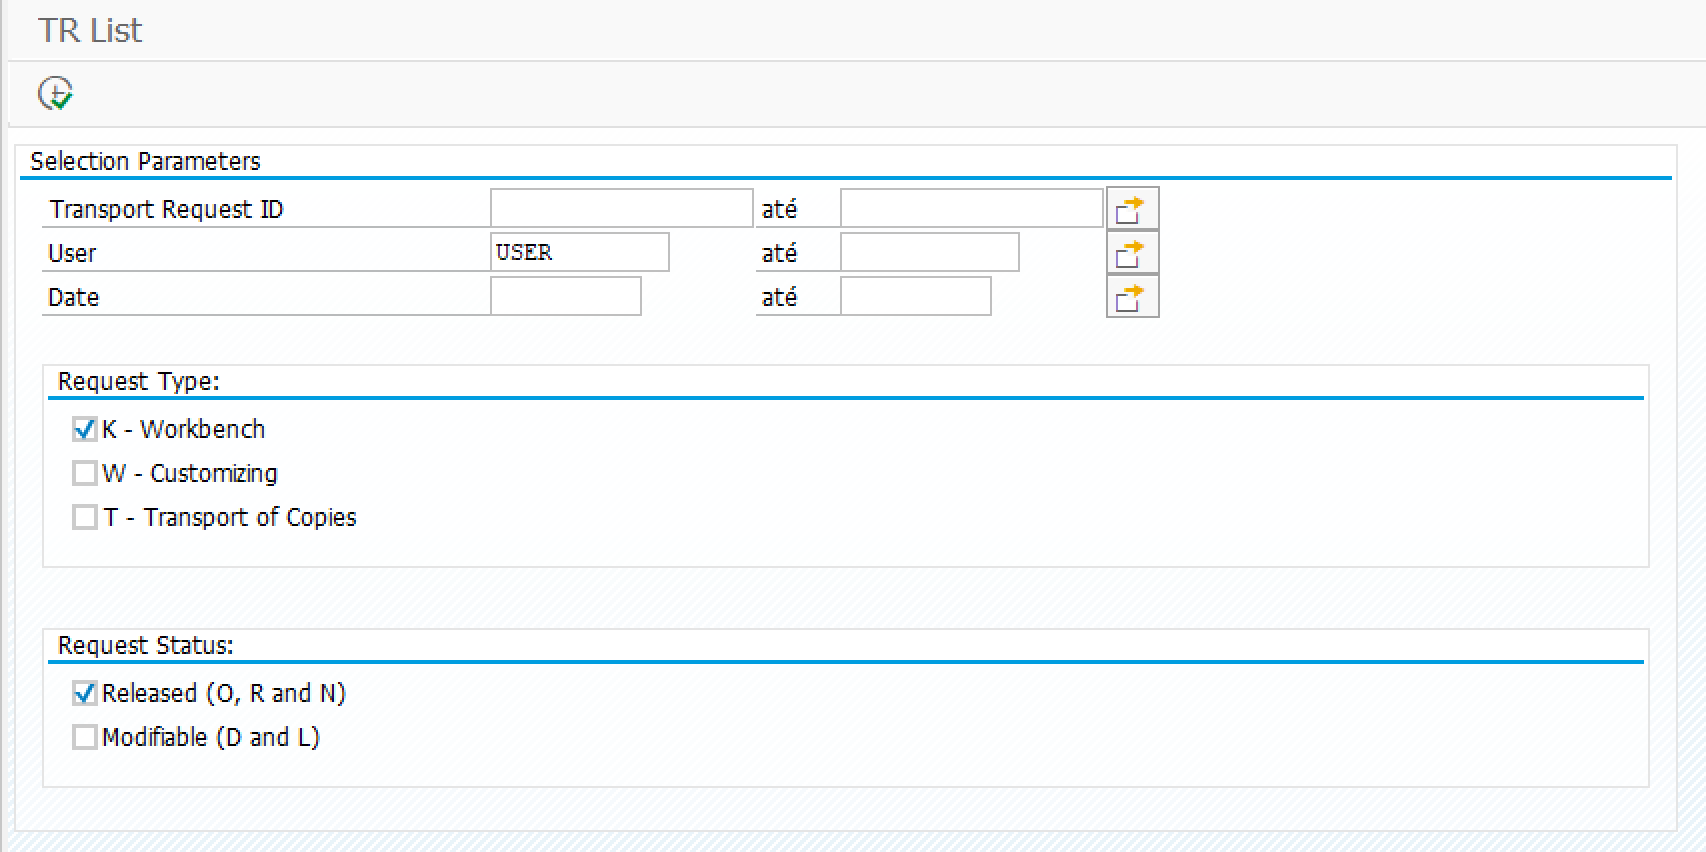 TR List
Selection Parameters
Transport Request ID até
User USER até
Date até
Request Type:
K - Workbench
W - Customizing
T - Transport of Copies
Request Status:
Released (O, R and N)
Modifiable (D and L)